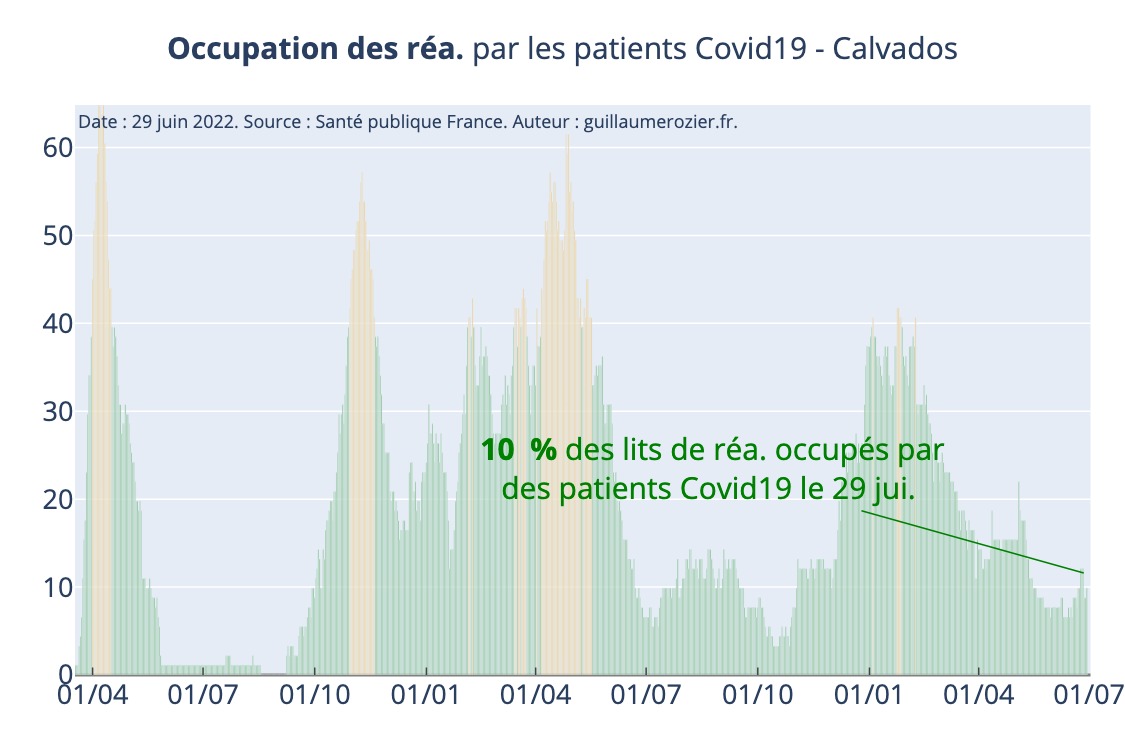 Occupation des réa. par les patients Covid19 - Calvados
Date : 29 juin 2022. Source : Santé publique France. Auteur : guillaumerozier.fr.
60
50
40
30
20
10
0
10  % des lits de réa. occupés par
des patients Covid19 le 29 jui.
01/04 01/07 01/10 01/01 01/04 01/07 01/10 01/01 01/04 01/07